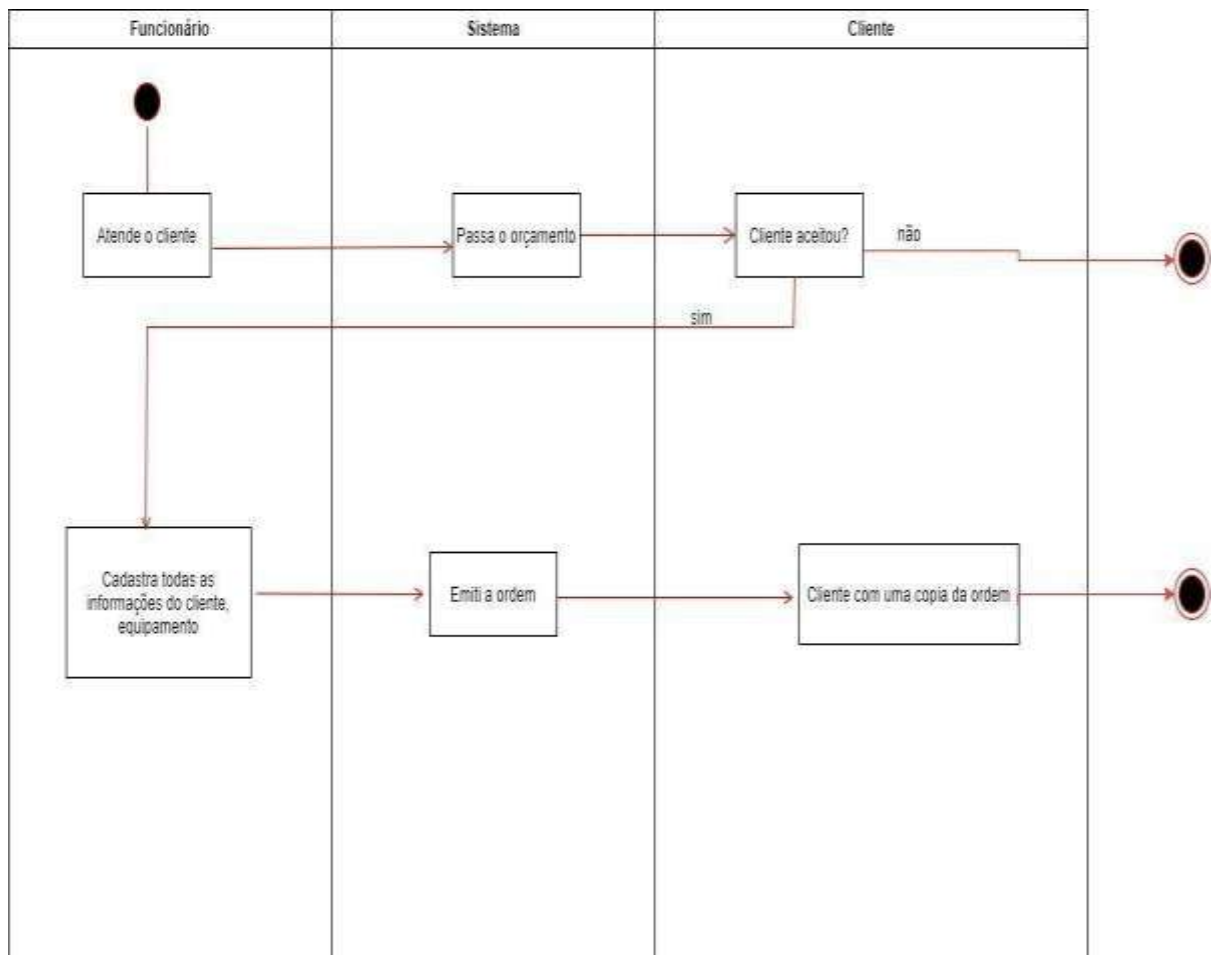 Funcionário
Sistema
Cliente
Atende o cliente
Passa o orçamento
Cliente aceitou?
não
sim
Cadastra todas as
informações do cliente,
equipamento
Emiti a ordem
Cliente com uma copia da ordem